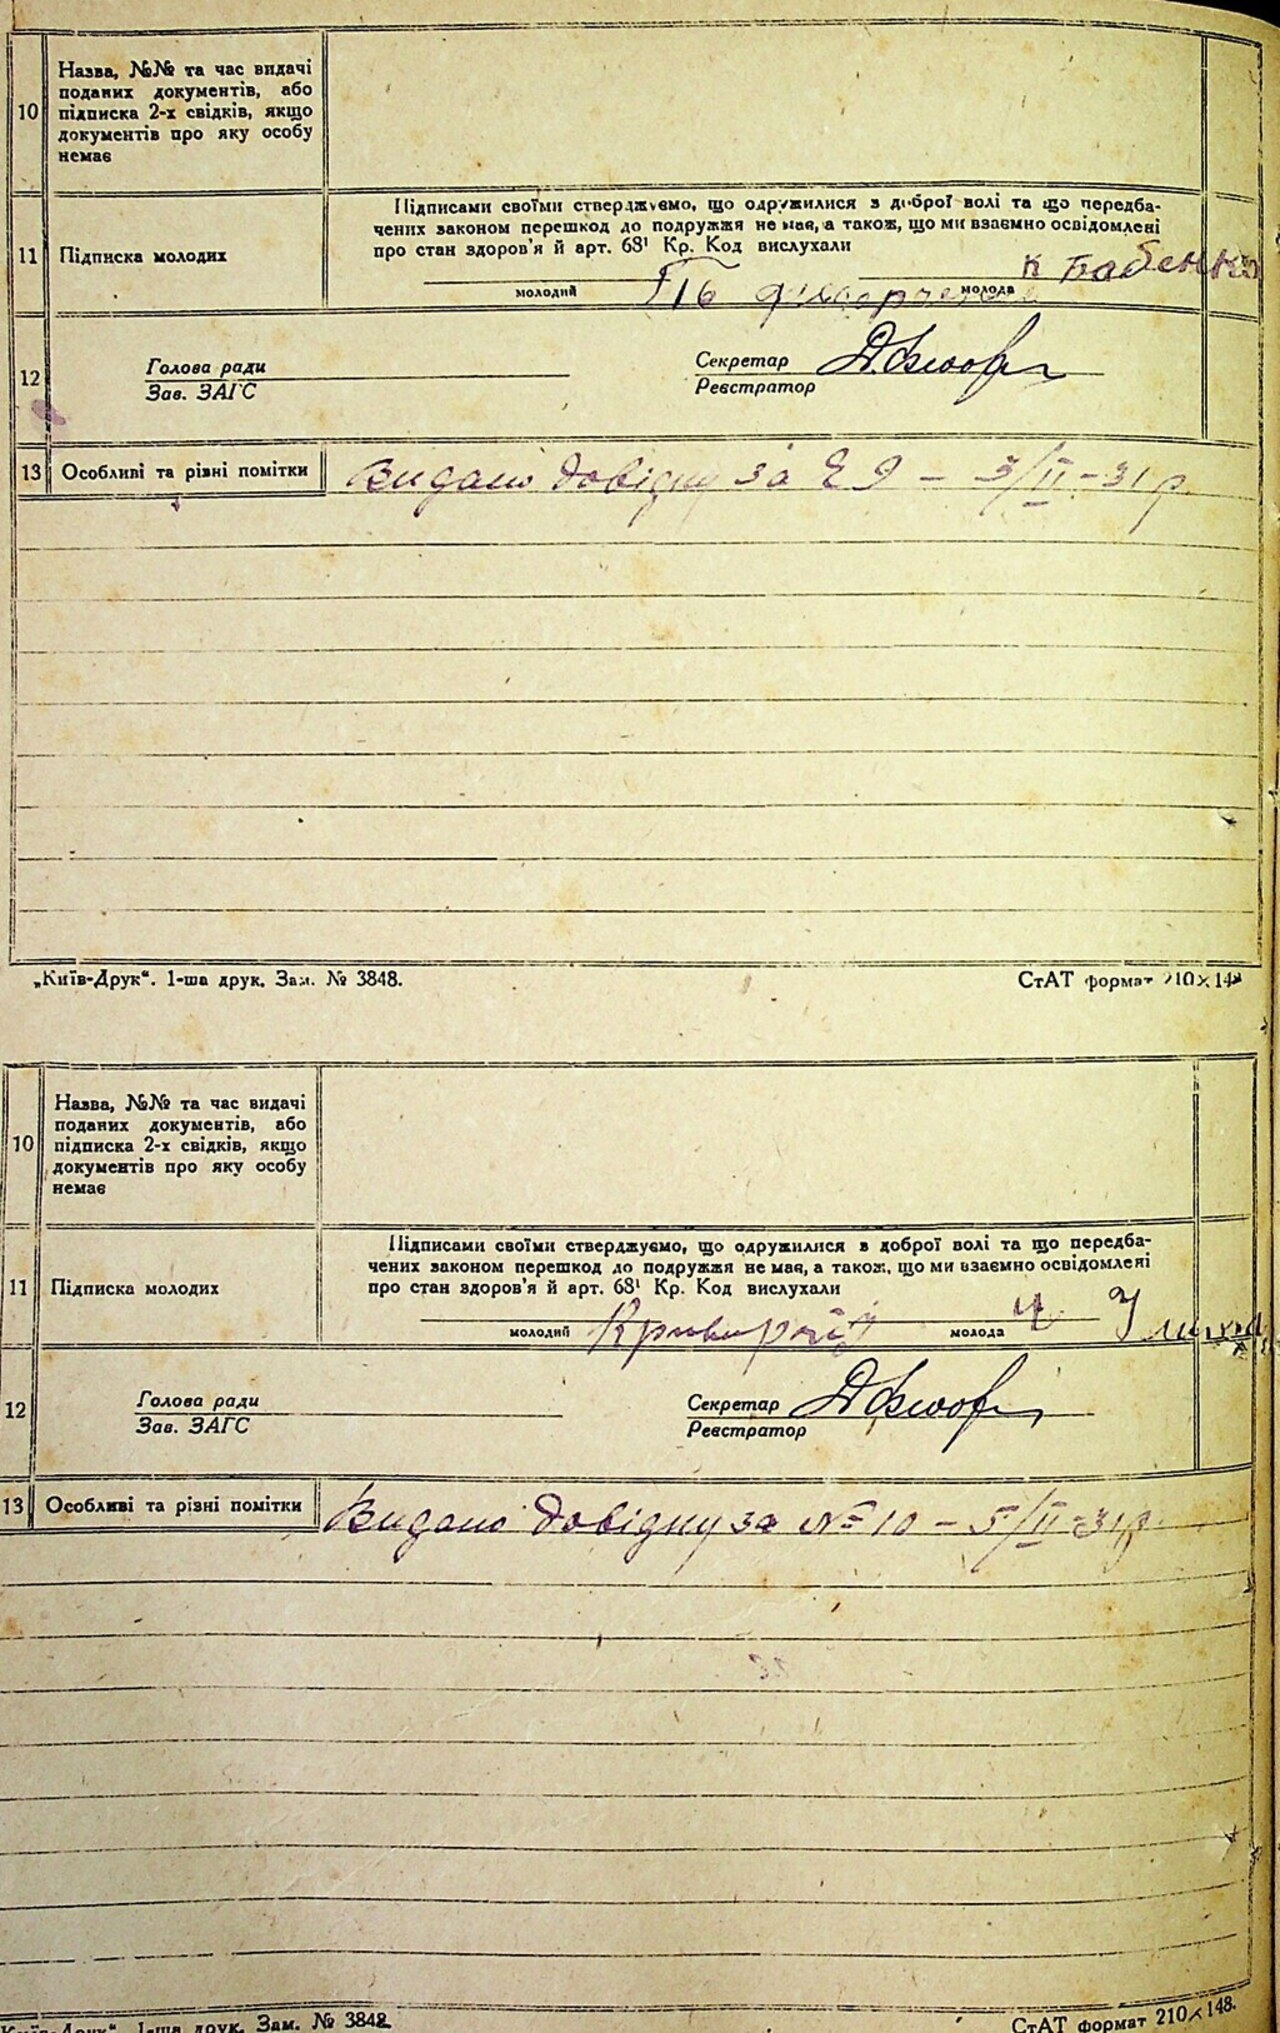 10
Назва, №№ та час видачі
поданих документів, або
підписка 2-х свідків, якщо
документів про яку особу
немає
11
Підписка молодих
Підписами своїми стверджуємо, що одружилися з доброї волі та що передба-
чених законом перешкод до подружжя не має, а також, що ми взаємно освідомлені
про стан здоров'я й арт. 68¹ Кр. Код вислухали
К Бабенко
молодий
молода
12
Голова ради
Зав. ЗАГС
Секретар
Реєстратор
13
Особливі та різні помітки
Видано довідку за № 9 – 3/II–31 р.
„Київ-Друк“. 1-ша друк. Зам. № 3848.
СтАТ формат 210×148
10
Назва, №№ та час видачі
поданих документів, або
підписка 2-х свідків, якщо
документів про яку особу
немає
11
Підписка молодих
Підписами своїми стверджуємо, що одружилися в доброї волі та що передба-
чених законом перешкод до подружжя не має, а також, що ми взаємно освідомлені
про стан здоров'я й арт. 68¹ Кр. Код вислухали
молодий
молода
12
Голова ради
Зав. ЗАГС
Секретар
Реєстратор
13
Особливі та різні помітки
Видано довідку за № 10 – 5/II–31 р.
„Київ-Друк“. 1-ша друк. Зам. № 3848
СтАТ формат 210×148.